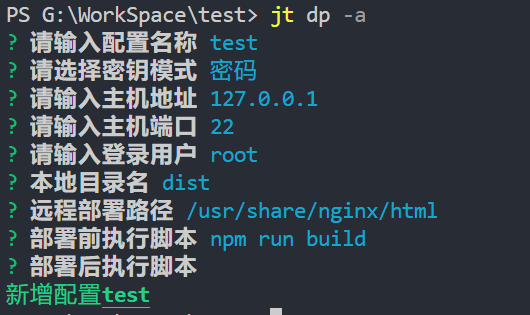 PS G:\WorkSpace\test> jt dp -a
? 请输入配置名称 test
? 请选择密钥模式 密码
? 请输入主机地址 127.0.0.1
? 请输入主机端口 22
? 请输入登录用户 root
? 本地目录名 dist
? 远程部署路径 /usr/share/nginx/html
? 部署前执行脚本 npm run build
? 部署后执行脚本
新增配置test